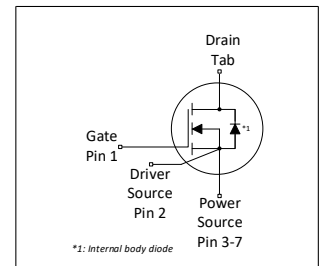 Drain
Tab
*1
Gate
Pin 1
Driver
Source
Pin 2
Power
Source
Pin 3-7
*1: Internal body diode